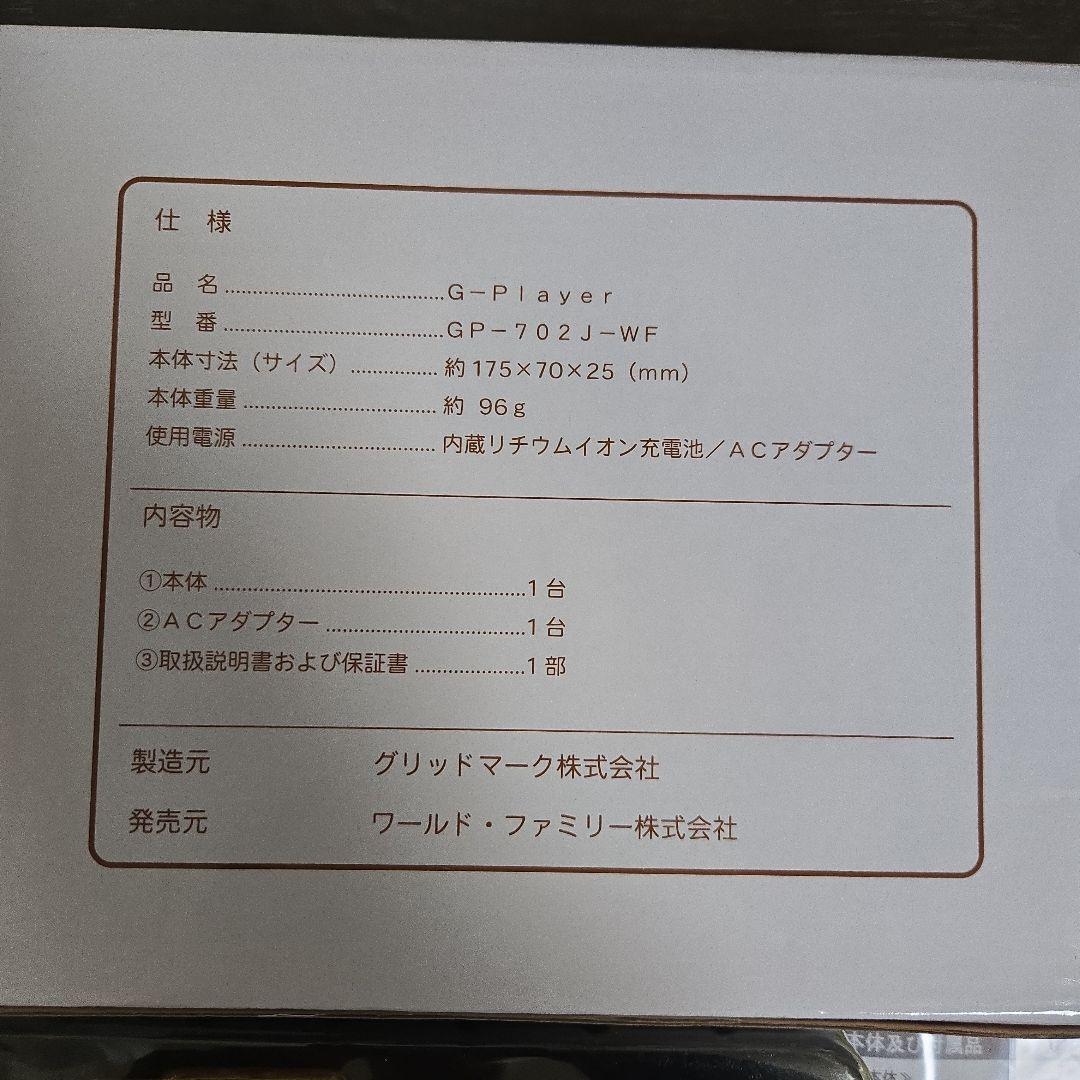 仕 様
品 名 ........................................ G－Player
型 番 ........................................ GP－702J－WF
本体寸法（サイズ） ................ 約175×70×25（mm）
本体重量 ................................... 約 96g
使用電源 ................................... 内蔵リチウムイオン充電池／ACアダプター
内容物
①本体 ......................................................... 1 台
②ACアダプター .................................... 1 台
③取扱説明書および保証書 .................... 1 部
製造元 グリッドマーク株式会社
発売元 ワールド・ファミリー株式会社